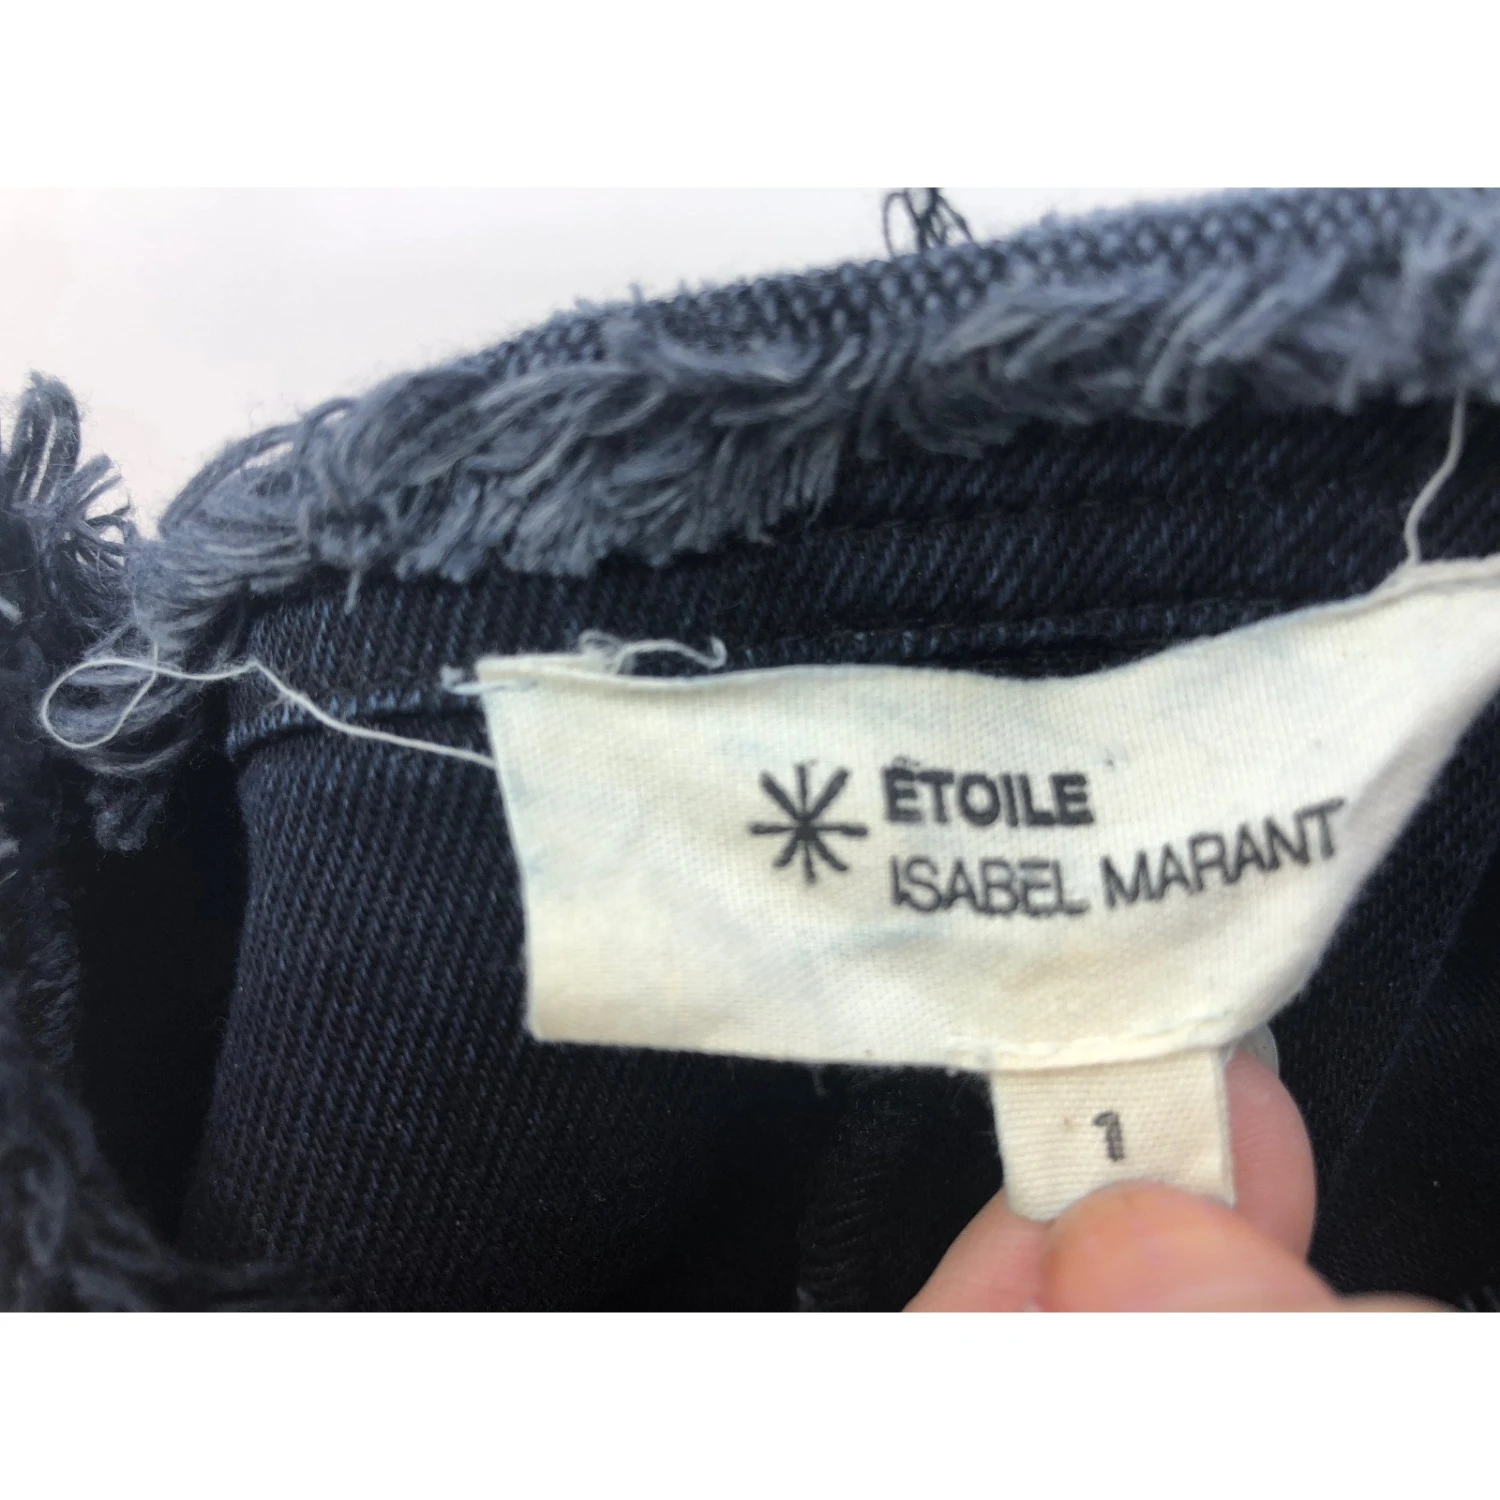 ÉTOILE
ISABEL MARANT
1